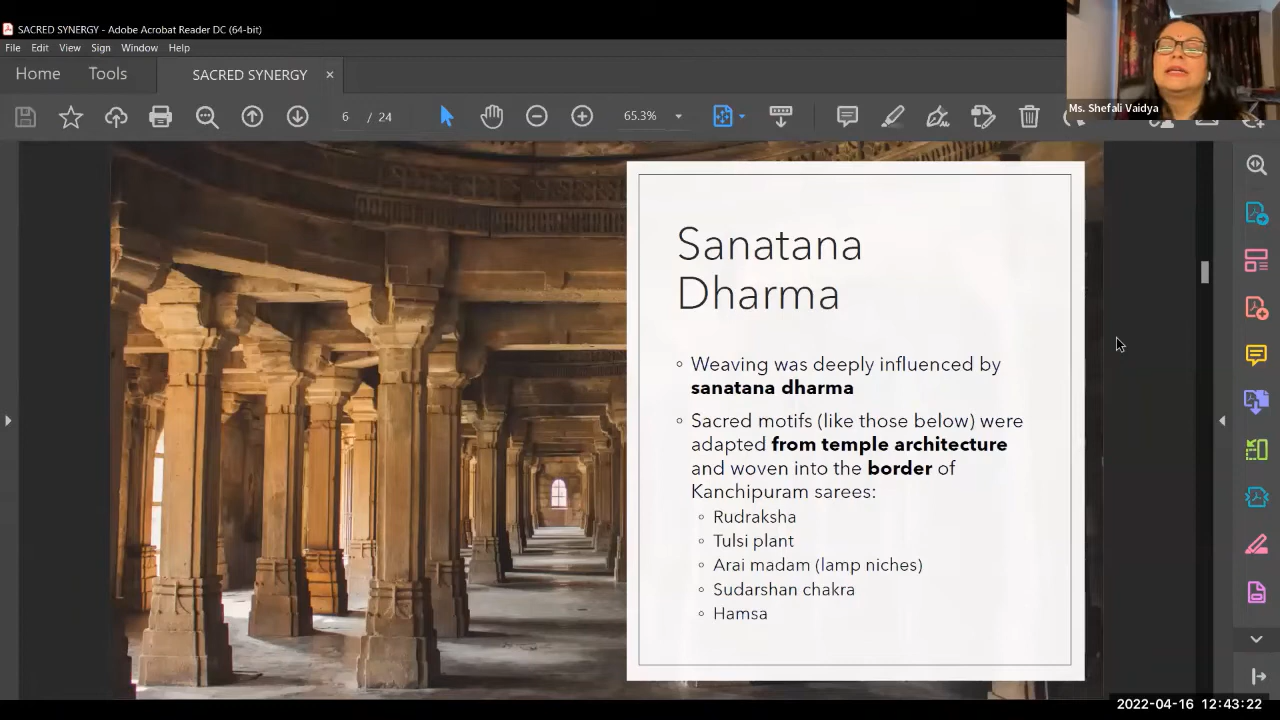 SACRED SYNERGY - Adobe Acrobat Reader DC (64-bit)
File Edit View Sign Window Help
Home Tools SACRED SYNERGY ×
6 / 24 65.3%
Ms. Shefali Vaidya
Sanatana
Dharma
Weaving was deeply influenced by
sanatana dharma
Sacred motifs (like those below) were
adapted from temple architecture
and woven into the border of
Kanchipuram sarees:
Rudraksha
Tulsi plant
Arai madam (lamp niches)
Sudarshan chakra
Hamsa
2022-04-16 12:43:22